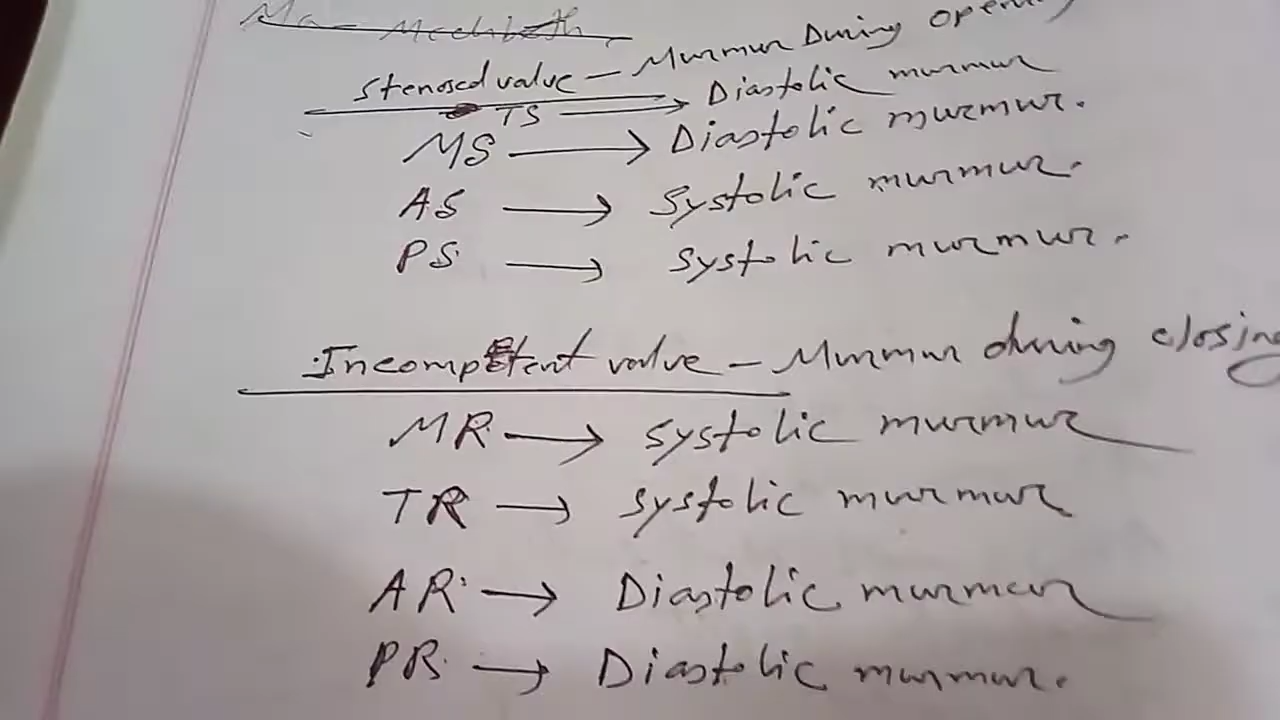 Stenosed valve – Murmur During
TS → Diastolic murmur
MS → Diastolic murmur.
AS → Systolic murmur.
PS → Systolic murmur.
Incompetent valve – Murmur during closing
MR → systolic murmur
TR → systolic murmur
AR → Diastolic murmur
PR → Diastolic murmur.